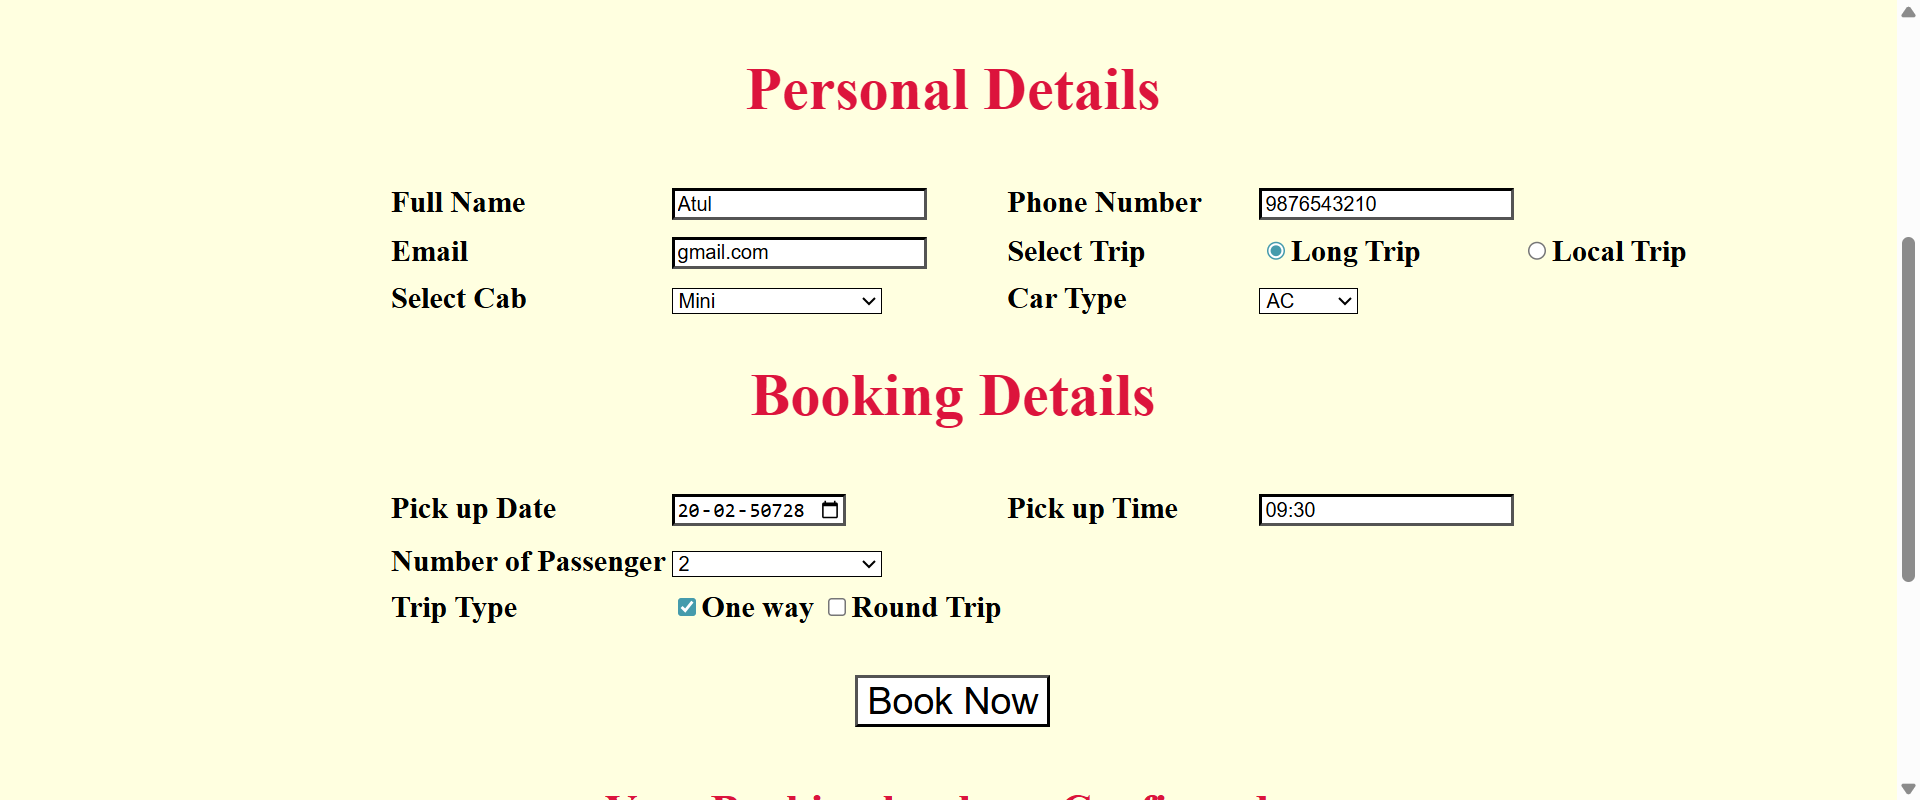 Personal Details
Full Name Atul Phone Number 9876543210
Email gmail.com Select Trip Long Trip Local Trip
Select Cab Mini Car Type AC
Booking Details
Pick up Date 20-02-50728 Pick up Time 09:30
Number of Passenger 2
Trip Type One way Round Trip
Book Now